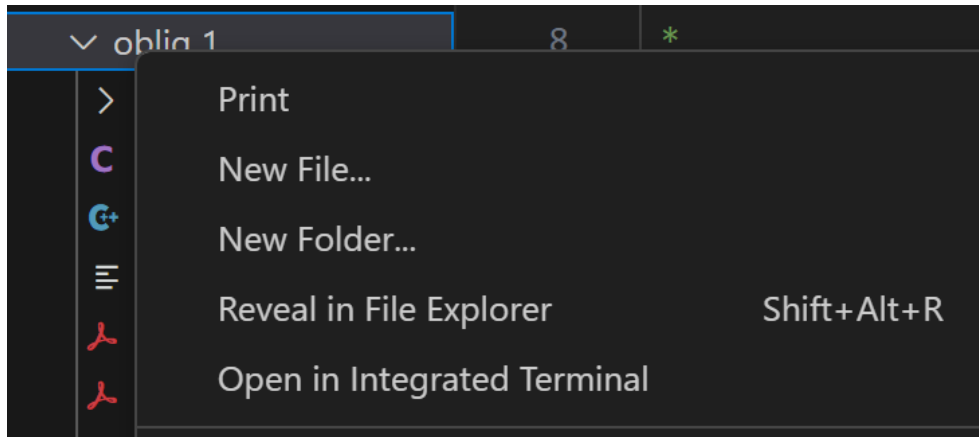 oblig 1
8
*
Print
C
New File...
C++
New Folder...
Reveal in File Explorer Shift+Alt+R
Open in Integrated Terminal